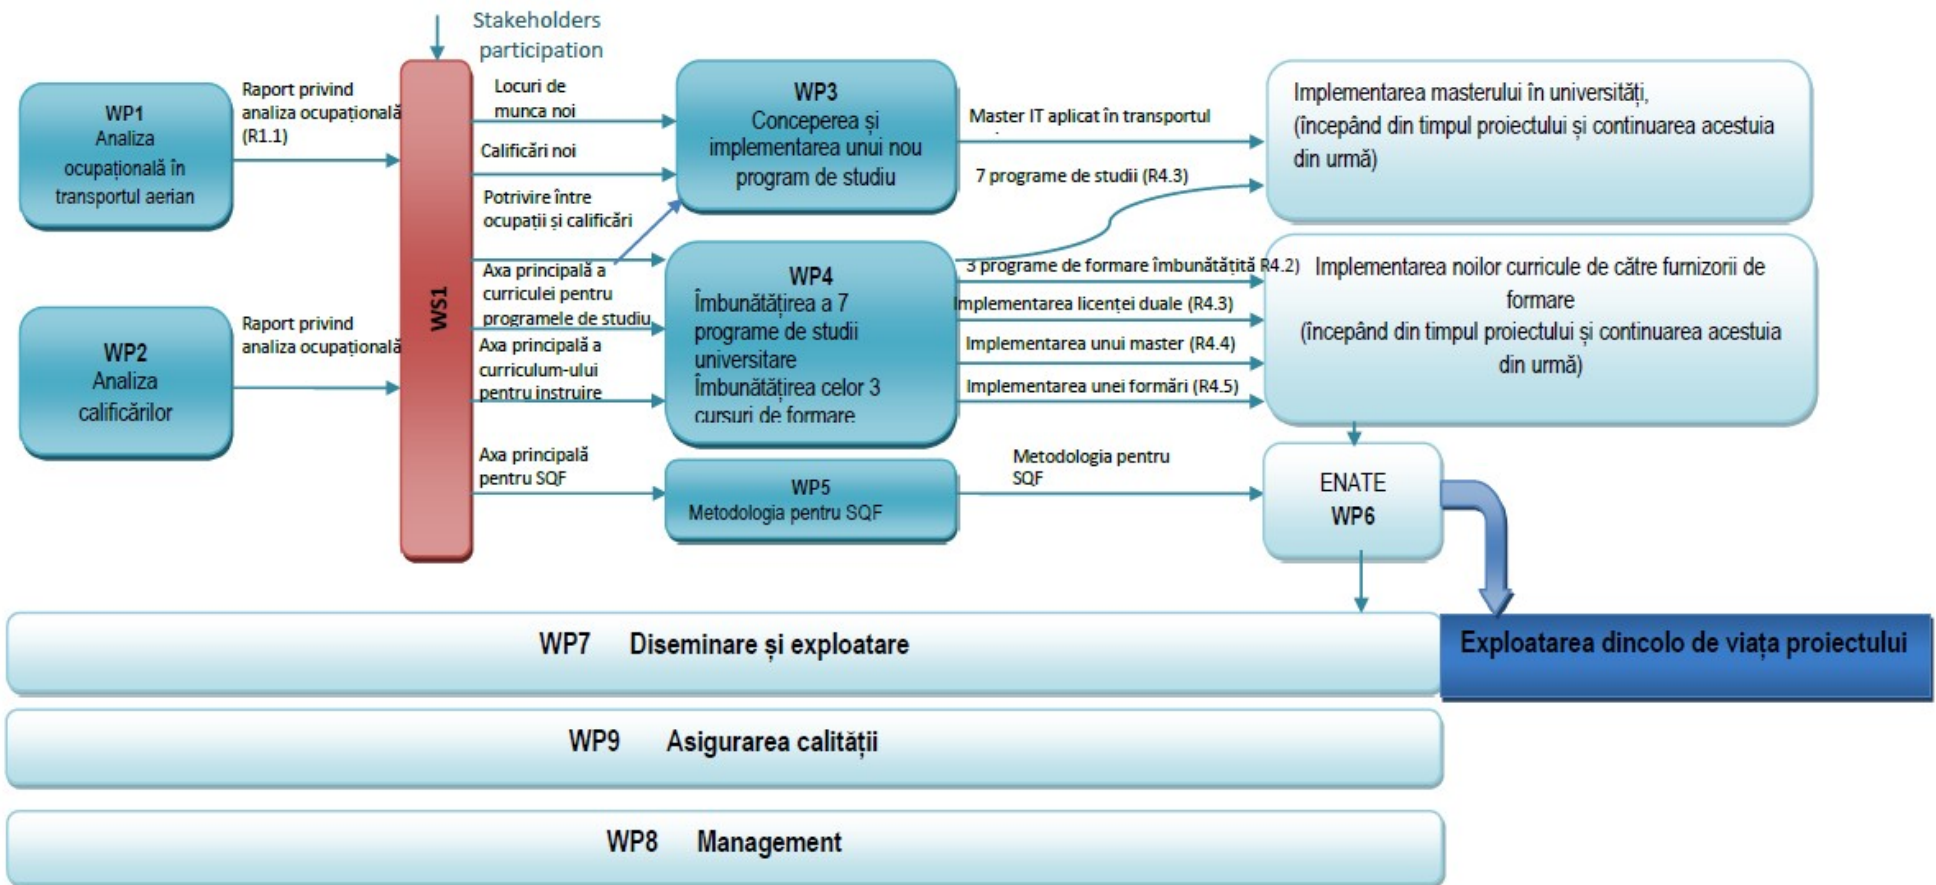 Stakeholders
participation
WP1
Analiza
ocupațională în
transportul aerian
Raport privind
analiza ocupațională
(R1.1)
WP2
Analiza
calificărilor
Raport privind
analiza ocupațională
WS1
Locuri de
munca noi
Calificări noi
Potrivire între
ocupații și calificări
Axa principală a
curriculei pentru
programele de studiu
Axa principală a
curriculum-ului
pentru instruire
Axa principală
pentru SQF
WP3
Conceperea și
implementarea unui nou
program de studiu
WP4
Îmbunătățirea a 7
programe de studii
universitare
Îmbunătățirea celor 3
cursuri de formare
WP5
Metodologia pentru SQF
Master IT aplicat în transportul
7 programe de studii (R4.3)
3 programe de formare îmbunătățită R4.2)
Implementarea licenței duale (R4.3)
Implementarea unui master (R4.4)
Implementarea unei formări (R4.5)
Metodologia pentru
SQF
Implementarea masterului în universități,
(începând din timpul proiectului și continuarea acestuia
din urmă)
Implementarea noilor curricule de către furnizorii de
formare
(începând din timpul proiectului și continuarea acestuia
din urmă)
ENATE
WP6
WP7 Diseminare și exploatare
Exploatarea dincolo de viața proiectului
WP9 Asigurarea calității
WP8 Management